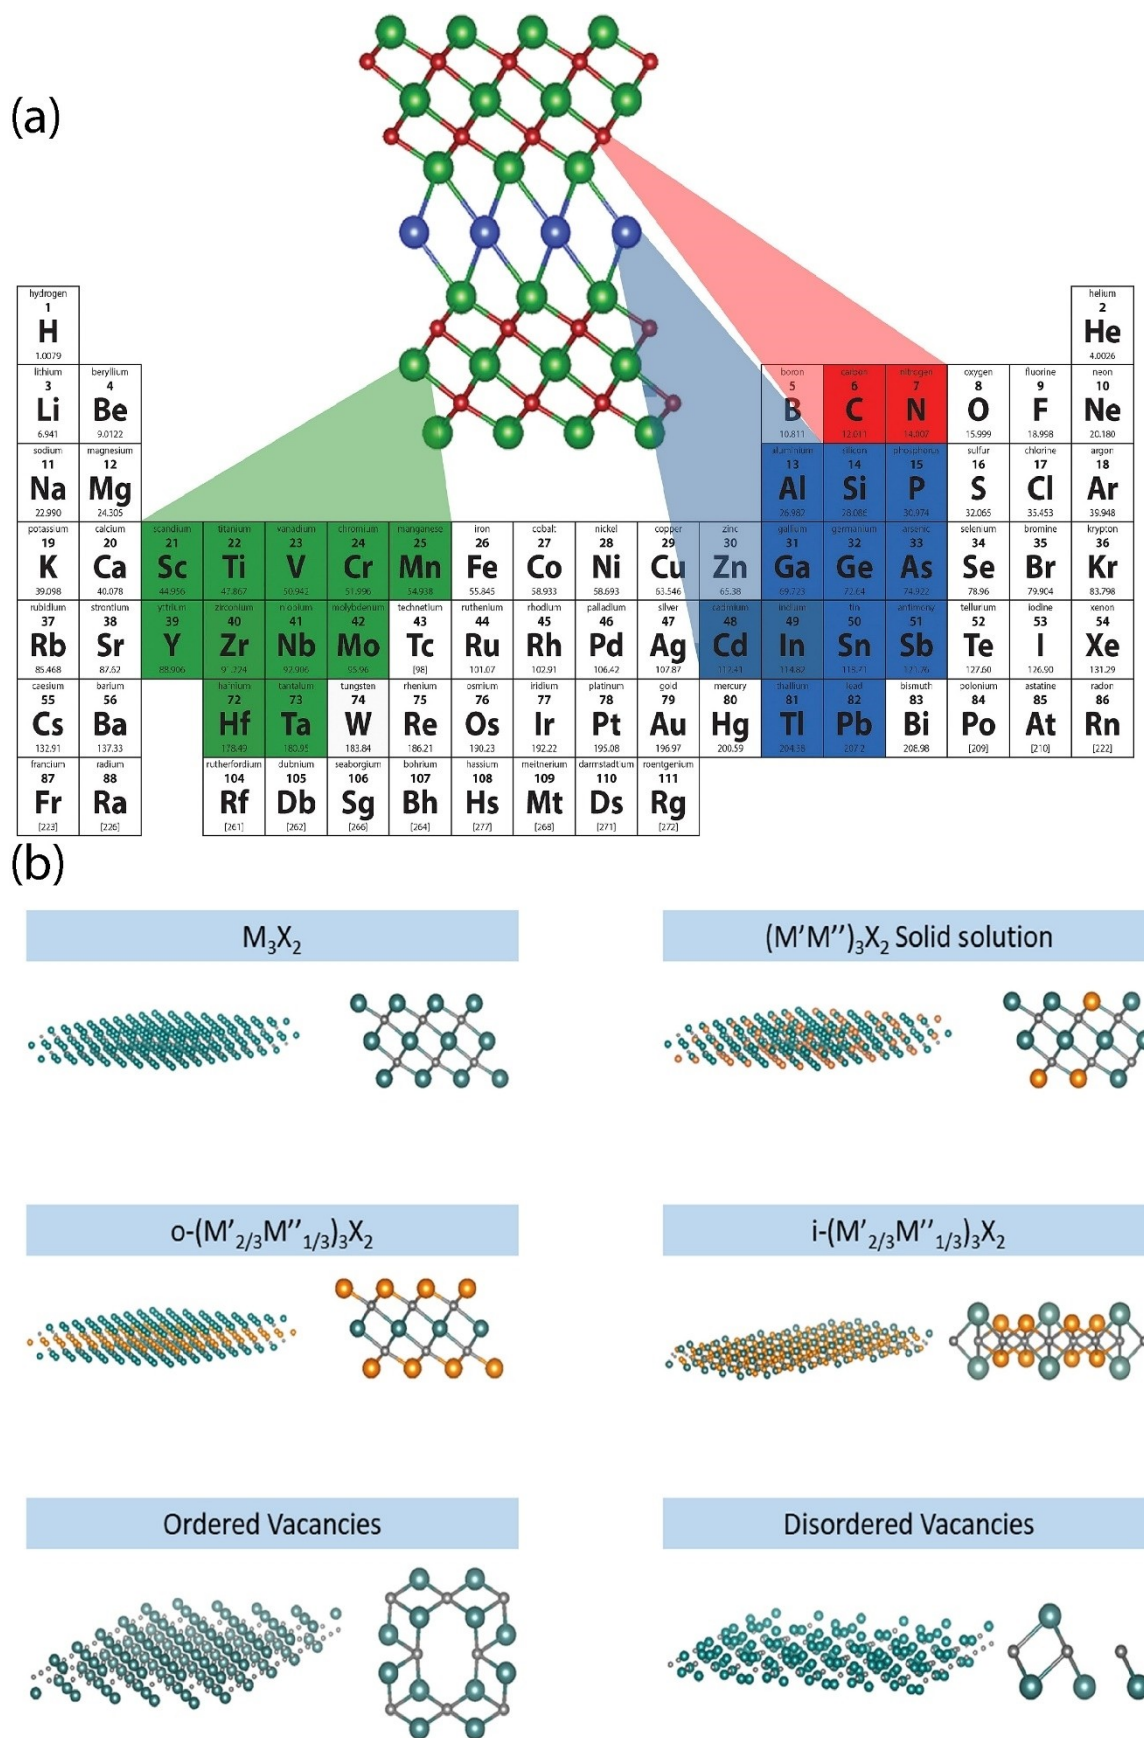 (a)
hydrogen helium
1 2
H He
1.0079 4.0026
lithium beryllium boron carbon nitrogen oxygen fluorine neon
3 4 5 6 7 8 9 10
Li Be B C N O F Ne
6.941 9.0122 10.811 12.011 14.007 15.999 18.998 20.180
sodium magnesium aluminium silicon phosphorus sulfur chlorine argon
11 12 13 14 15 16 17 18
Na Mg Al Si P S Cl Ar
22.990 24.305 26.982 28.086 30.974 32.065 35.453 39.948
potassium calcium scandium titanium vanadium chromium manganese iron cobalt nickel copper zinc gallium germanium arsenic selenium bromine krypton
19 20 21 22 23 24 25 26 27 28 29 30 31 32 33 34 35 36
K Ca Sc Ti V Cr Mn Fe Co Ni Cu Zn Ga Ge As Se Br Kr
39.098 40.078 44.956 47.867 50.942 51.996 54.938 55.845 58.933 58.693 63.546 65.38 69.723 72.64 74.922 78.96 79.904 83.798
rubidium strontium yttrium zirconium niobium molybdenum technetium ruthenium rhodium palladium silver cadmium indium tin antimony tellurium iodine xenon
37 38 39 40 41 42 43 44 45 46 47 48 49 50 51 52 53 54
Rb Sr Y Zr Nb Mo Tc Ru Rh Pd Ag Cd In Sn Sb Te I Xe
85.468 87.62 88.906 91.224 92.906 95.96 [98] 101.07 102.91 106.42 107.87 112.41 114.82 118.71 121.76 127.60 126.90 131.29
caesium barium hafnium tantalum tungsten rhenium osmium iridium platinum gold mercury thallium lead bismuth polonium astatine radon
55 56 72 73 74 75 76 77 78 79 80 81 82 83 84 85 86
Cs Ba Hf Ta W Re Os Ir Pt Au Hg Tl Pb Bi Po At Rn
132.91 137.33 178.49 180.95 183.84 186.21 190.23 192.22 195.08 196.97 200.59 204.38 207.2 208.98 [209] [210] [222]
francium radium rutherfordium dubnium seaborgium bohrium hassium meitnerium darmstadtium roentgenium
87 88 104 105 106 107 108 109 110 111
Fr Ra Rf Db Sg Bh Hs Mt Ds Rg
[223] [226] [261] [262] [266] [264] [277] [268] [271] [272]
(b)
M₃X₂ (M'M'')₃X₂ Solid solution
o-(M'₂/₃M''₁/₃)₃X₂ i-(M'₂/₃M''₁/₃)₃X₂
Ordered Vacancies Disordered Vacancies